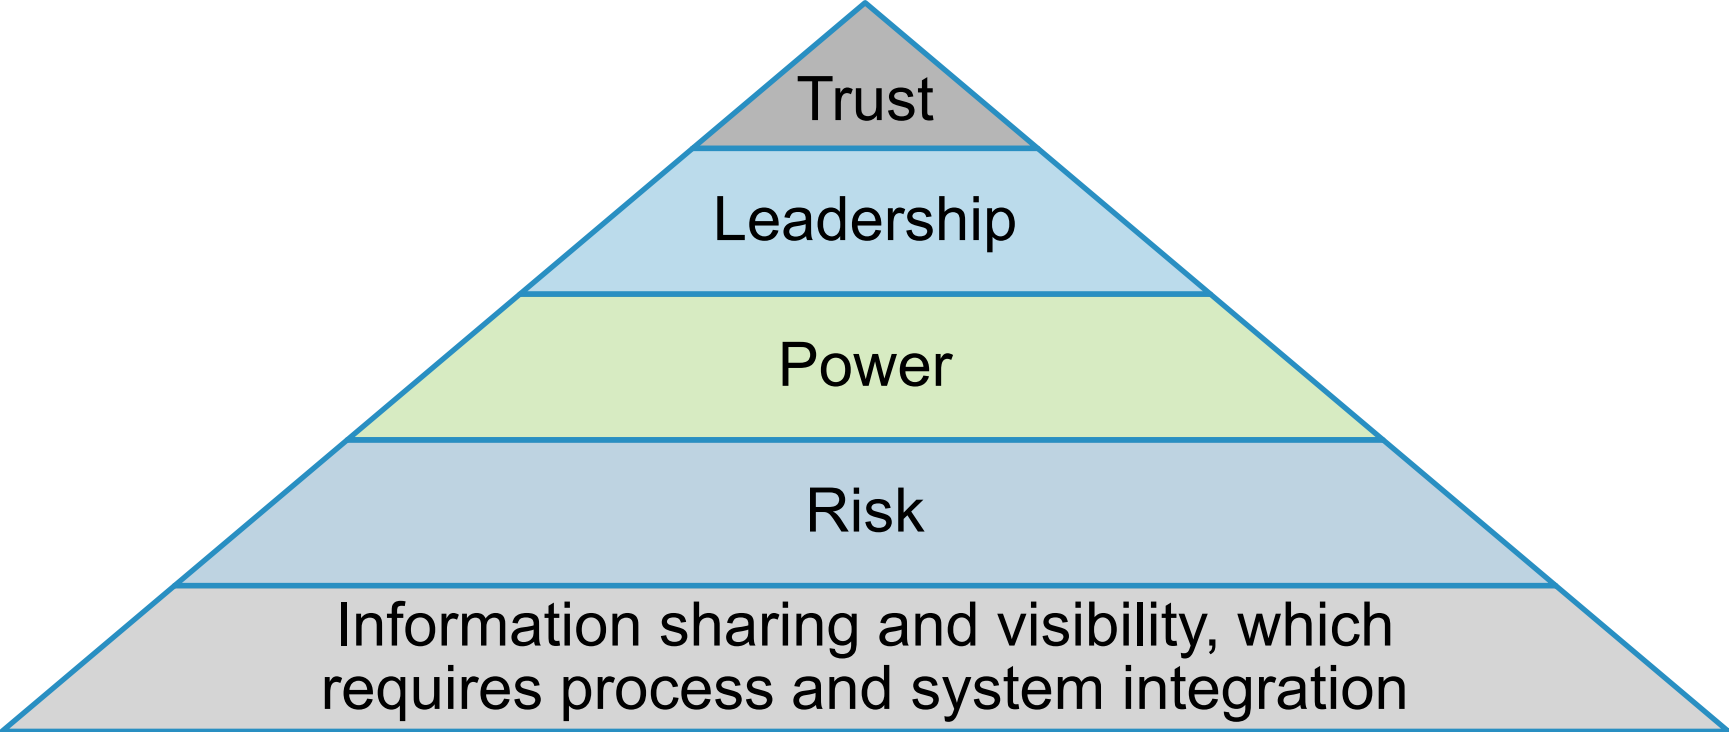 Trust
Leadership
Power
Risk
Information sharing and visibility, which
requires process and system integration